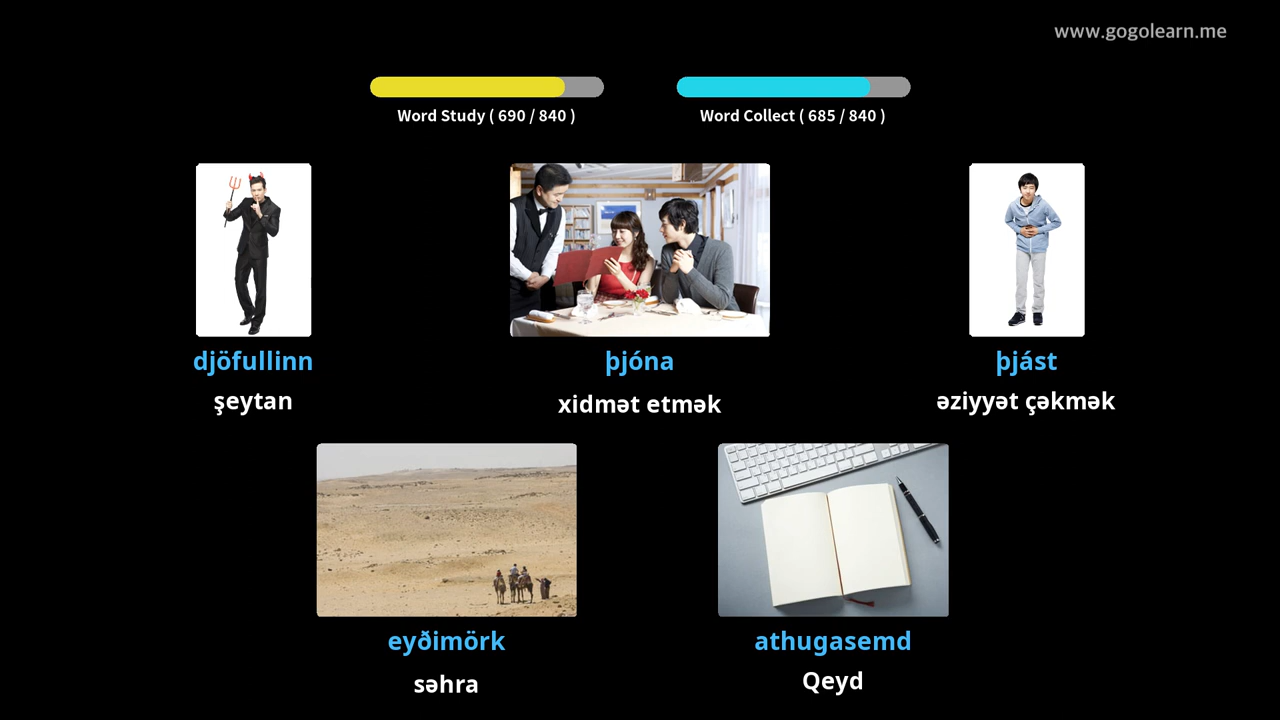 www.gogolearn.me
Word Study ( 690 / 840 )
Word Collect ( 685 / 840 )
djöfullinn
þjóna
þjást
şeytan
xidmət etmək
əziyyət çəkmək
eyðimörk
athugasemd
səhra
Qeyd